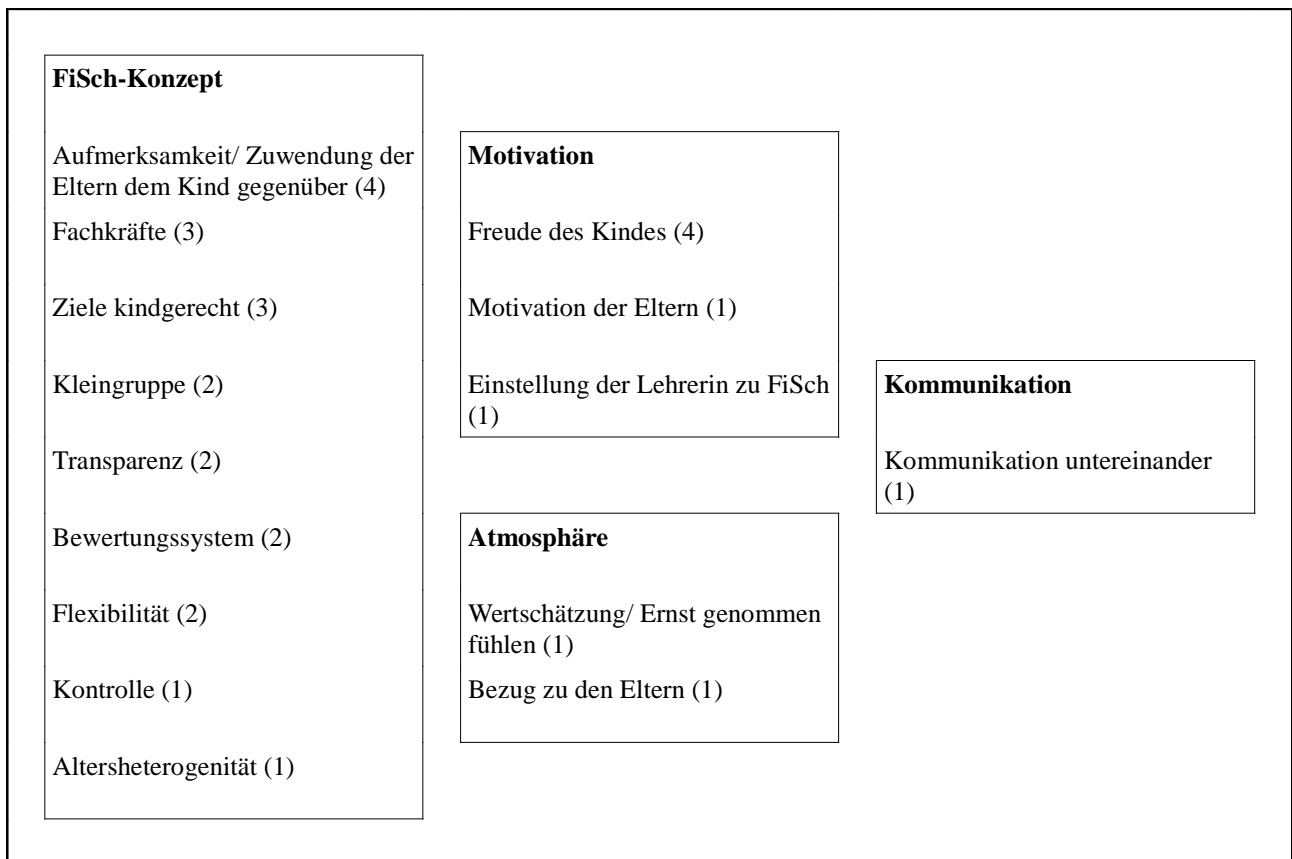 FiSch-Konzept
Aufmerksamkeit/ Zuwendung der
Eltern dem Kind gegenüber (4)
Fachkräfte (3)
Ziele kindgerecht (3)
Kleingruppe (2)
Transparenz (2)
Bewertungssystem (2)
Flexibilität (2)
Kontrolle (1)
Altersheterogenität (1)
Motivation
Freude des Kindes (4)
Motivation der Eltern (1)
Einstellung der Lehrerin zu FiSch
(1)
Atmosphäre
Wertschätzung/ Ernst genommen
fühlen (1)
Bezug zu den Eltern (1)
Kommunikation
Kommunikation untereinander
(1)